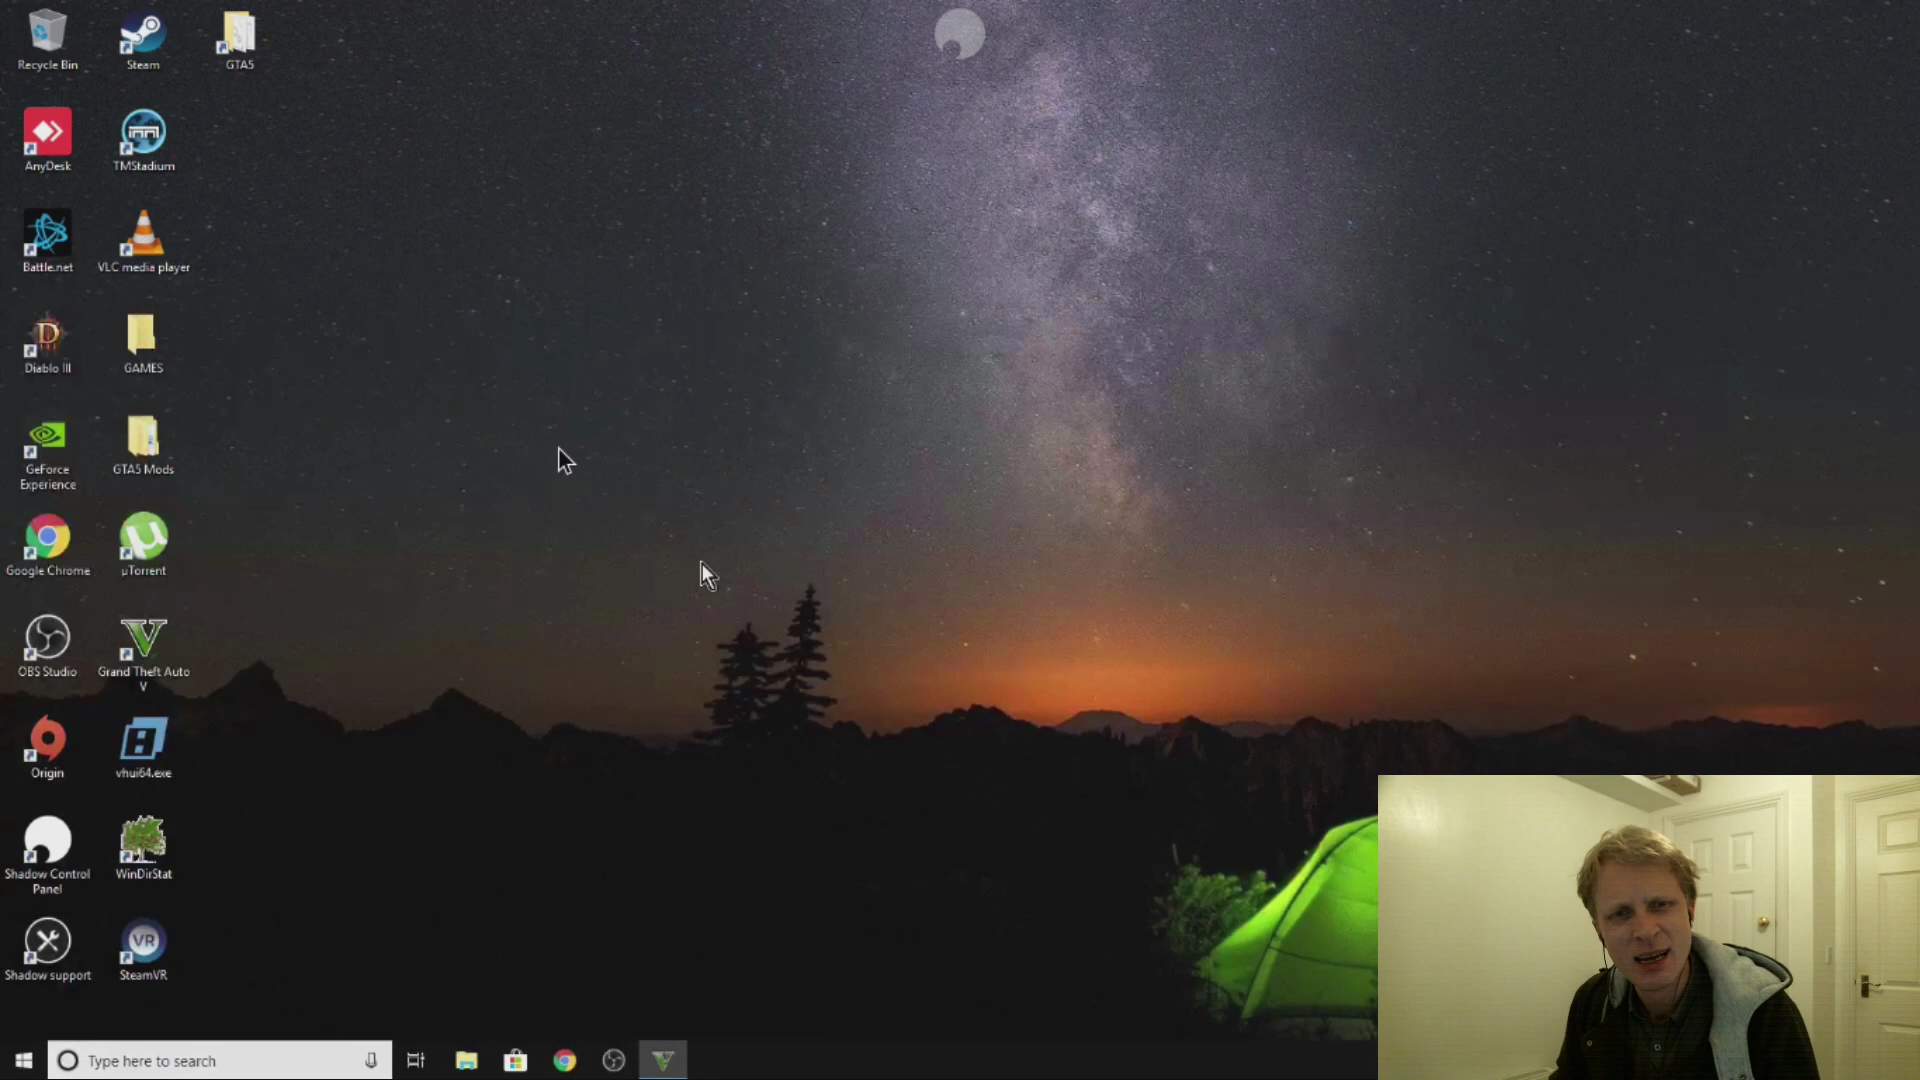 Recycle Bin
Steam
GTA5
AnyDesk
TMStadium
Battle.net
VLC media player
D
Diablo III
GAMES
GeForce
Experience
GTA5 Mods
Google Chrome
µ
µTorrent
OBS Studio
V
Grand Theft Auto
V
Origin
vhui64.exe
Shadow Control
Panel
WinDirStat
Shadow support
VR
SteamVR
Type here to search